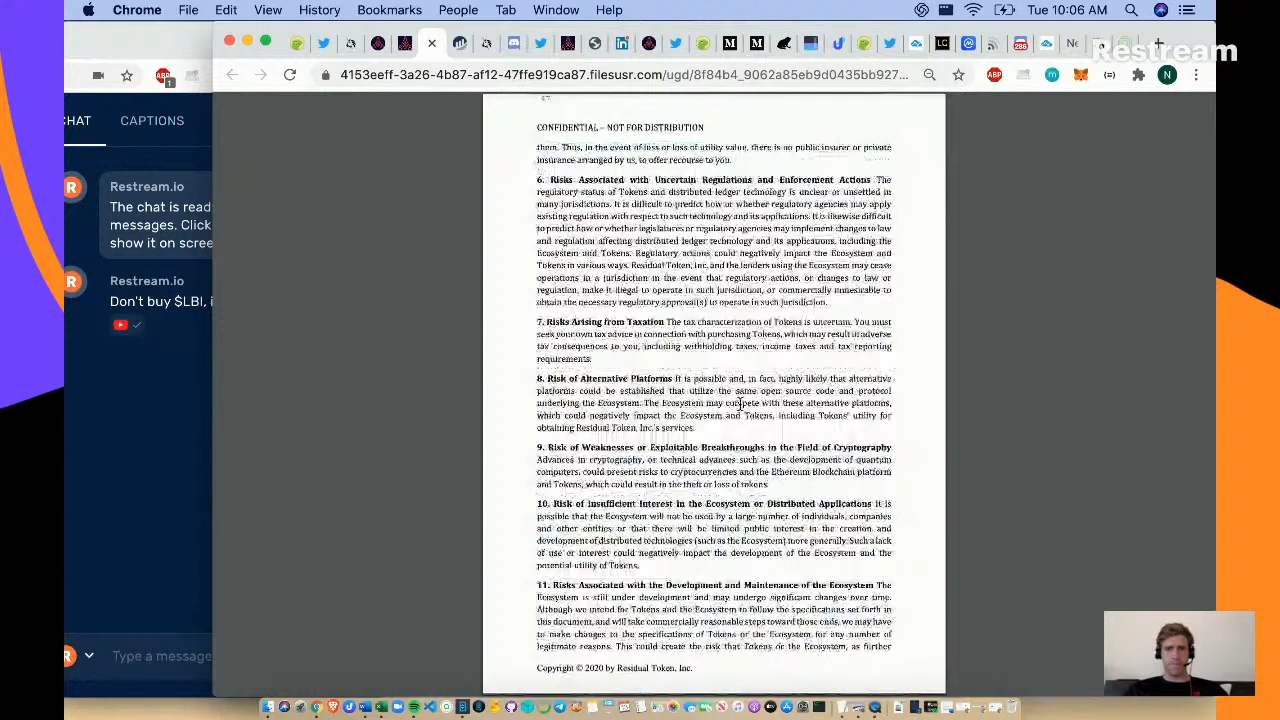 Chrome File Edit View History Bookmarks People Tab Window Help
Tue 10:06 AM
LC
286
Ne
Restream
ABP
1
4153eeff-3a26-4b87-af12-47ffe919ca87.filesusr.com/ugd/8f84b4_9062a85eb9d0435bb927...
ABP
N
CHAT CAPTIONS
R
Restream.io
The chat is read
messages. Click
show it on scree
R
Restream.io
Don't buy $LBI, i
R
Type a message
CONFIDENTIAL – NOT FOR DISTRIBUTION
them. Thus, in the event of loss or loss of utility value, there is no public insurer or private
insurance arranged by us, to offer recourse to you.
6. Risks Associated with Uncertain Regulations and Enforcement Actions The
regulatory status of Tokens and distributed ledger technology is unclear or unsettled in
many jurisdictions. It is difficult to predict how or whether regulatory agencies may apply
existing regulation with respect to such technology and its applications. It is likewise difficult
to predict how or whether legislatures or regulatory agencies may implement changes to law
and regulation affecting distributed ledger technology and its applications, including the
Ecosystem and Tokens. Regulatory actions could negatively impact the Ecosystem and
Tokens in various ways. Residual Token, Inc, and the lenders using the Ecosystem may cease
operations in a jurisdiction in the event that regulatory actions, or changes to law or
regulation, make it illegal to operate in such jurisdiction, or commercially undesirable to
obtain the necessary regulatory approval(s) to operate in such jurisdiction.
7. Risks Arising from Taxation The tax characterization of Tokens is uncertain. You must
seek your own tax advice in connection with purchasing Tokens, which may result in adverse
tax consequences to you, including withholding taxes, income taxes and tax reporting
requirements.
8. Risk of Alternative Platforms It is possible and, in fact, highly likely that alternative
platforms could be established that utilize the same open source code and protocol
underlying the Ecosystem. The Ecosystem may compete with these alternative platforms,
which could negatively impact the Ecosystem and Tokens, including Tokens' utility for
obtaining Residual Token, Inc.'s services.
9. Risk of Weaknesses or Exploitable Breakthroughs in the Field of Cryptography
Advances in cryptography, or technical advances such as the development of quantum
computers, could present risks to cryptocurrencies and the Ethereum Blockchain platform
and Tokens, which could result in the theft or loss of tokens
10. Risk of Insufficient Interest in the Ecosystem or Distributed Applications It is
possible that the Ecosystem will not be used by a large number of individuals, companies
and other entities or that there will be limited public interest in the creation and
development of distributed technologies (such as the Ecosystem) more generally. Such a lack
of use or interest could negatively impact the development of the Ecosystem and the
potential utility of Tokens.
11. Risks Associated with the Development and Maintenance of the Ecosystem The
Ecosystem is still under development and may undergo significant changes over time.
Although we intend for Tokens and the Ecosystem to follow the specifications set forth in
this document, and will take commercially reasonable steps toward those ends, we may have
to make changes to the specifications of Tokens or the Ecosystem for any number of
legitimate reasons. This could create the risk that Tokens or the Ecosystem, as further
Copyright © 2020 by Residual Token, Inc.